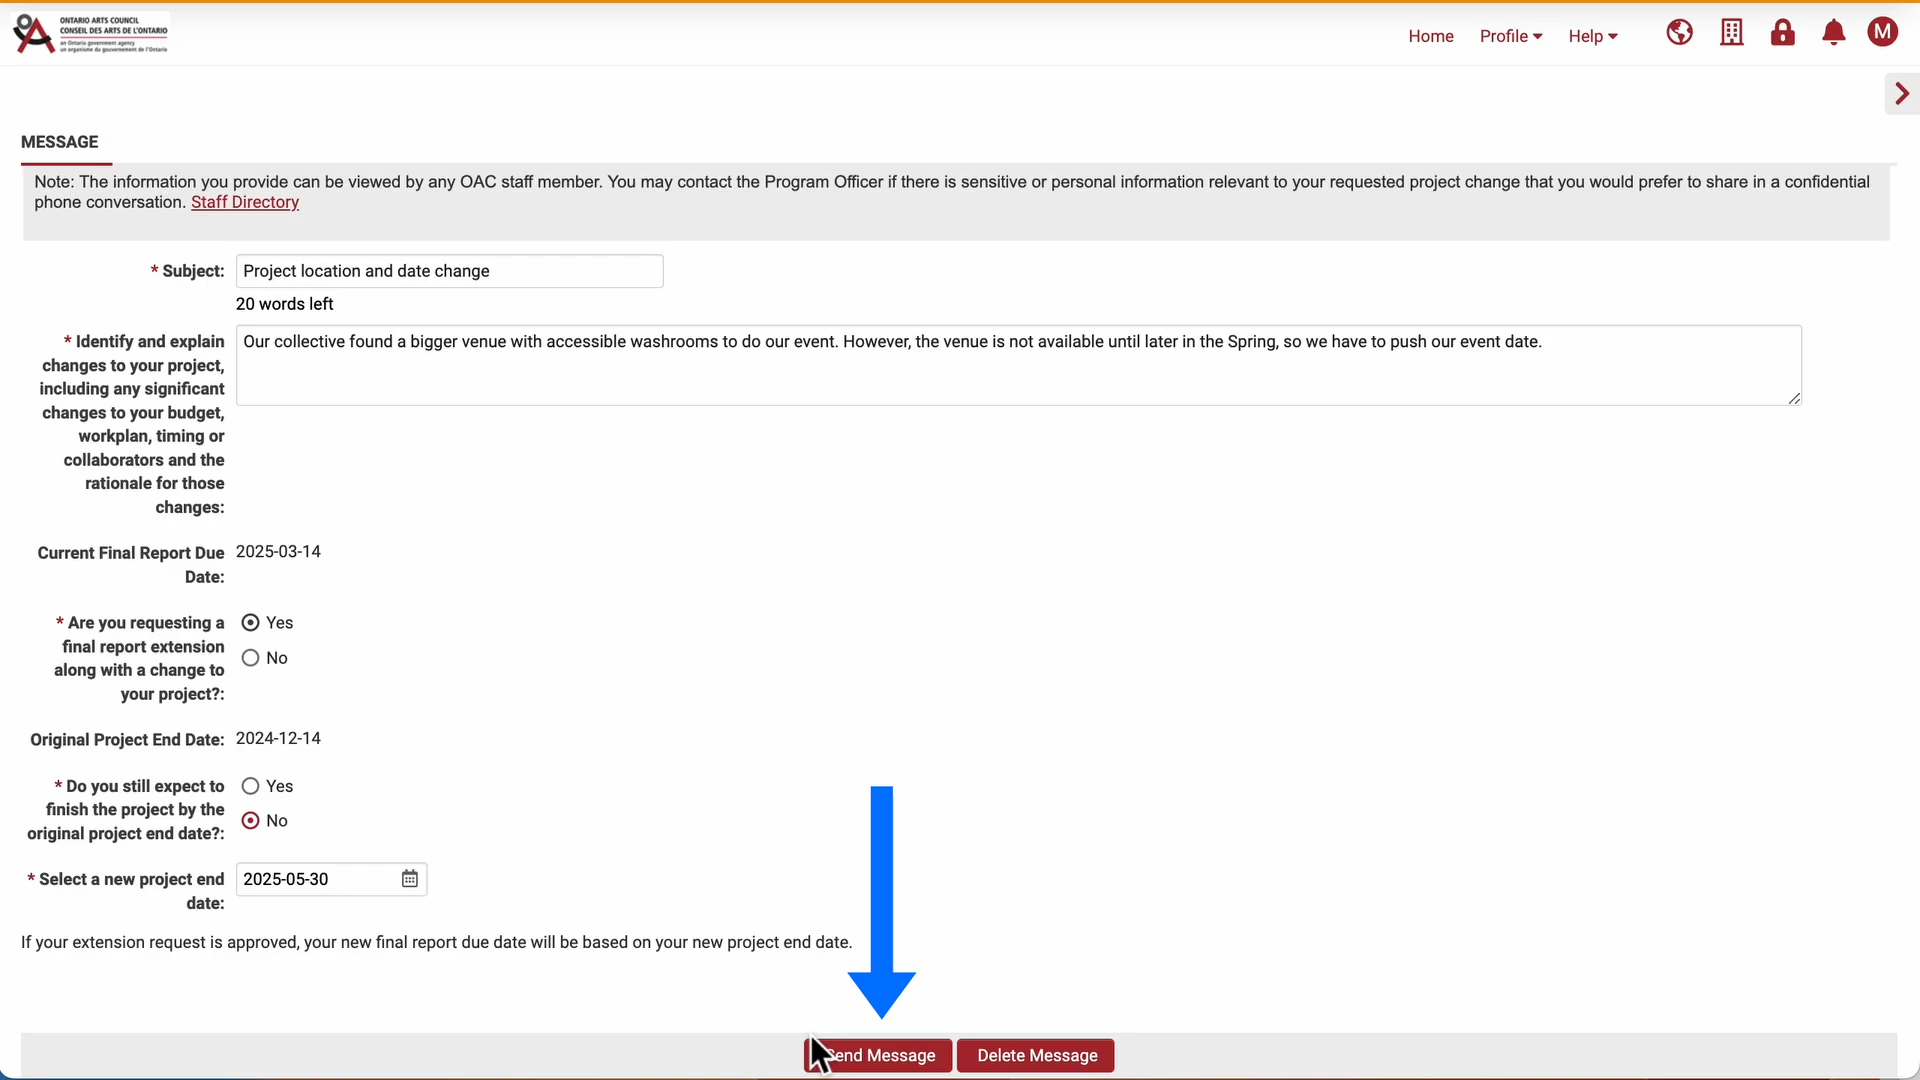 ONTARIO ARTS COUNCIL
CONSEIL DES ARTS DE L'ONTARIO
an Ontario government agency
un organisme du gouvernement de l'Ontario
Home Profile Help M
MESSAGE
Note: The information you provide can be viewed by any OAC staff member. You may contact the Program Officer if there is sensitive or personal information relevant to your requested project change that you would prefer to share in a confidential
phone conversation. Staff Directory
* Subject: Project location and date change
20 words left
* Identify and explain Our collective found a bigger venue with accessible washrooms to do our event. However, the venue is not available until later in the Spring, so we have to push our event date.
changes to your project,
including any significant
changes to your budget,
workplan, timing or
collaborators and the
rationale for those
changes:
Current Final Report Due 2025-03-14
Date:
* Are you requesting a Yes
final report extension
along with a change to No
your project?:
Original Project End Date: 2024-12-14
* Do you still expect to Yes
finish the project by the
original project end date?: No
* Select a new project end 2025-05-30
date:
If your extension request is approved, your new final report due date will be based on your new project end date.
end Message Delete Message